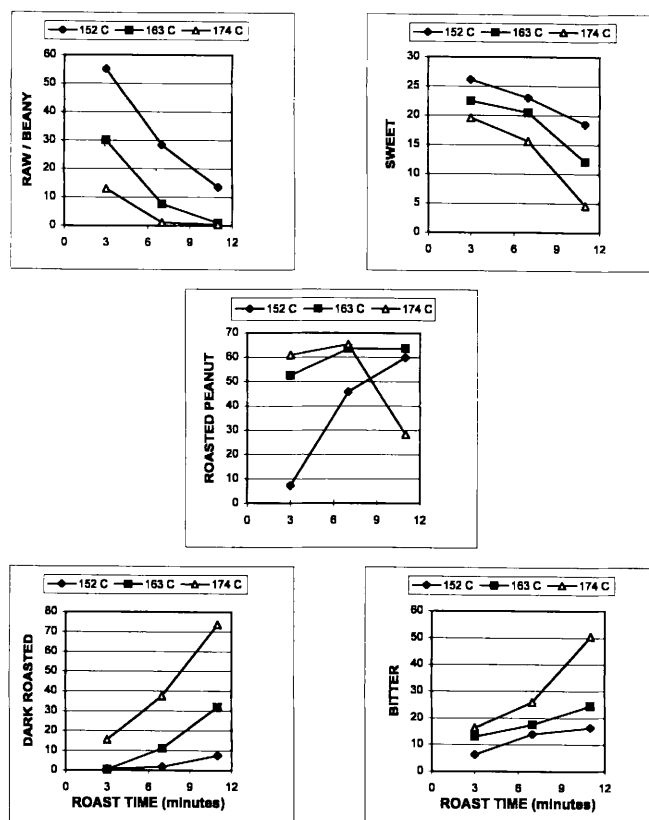 152 C 163 C 174 C
RAW / BEANY
60
50
40
30
20
10
0
0 3 6 9 12
152 C 163 C 174 C
SWEET
30
25
20
15
10
5
0
0 3 6 9 12
152 C 163 C 174 C
ROASTED PEANUT
70
60
50
40
30
20
10
0
0 3 6 9 12
152 C 163 C 174 C
DARK ROASTED
80
70
60
50
40
30
20
10
0
0 3 6 9 12
ROAST TIME (minutes)
152 C 163 C 174 C
BITTER
60
50
40
30
20
10
0
0 3 6 9 12
ROAST TIME (minutes)